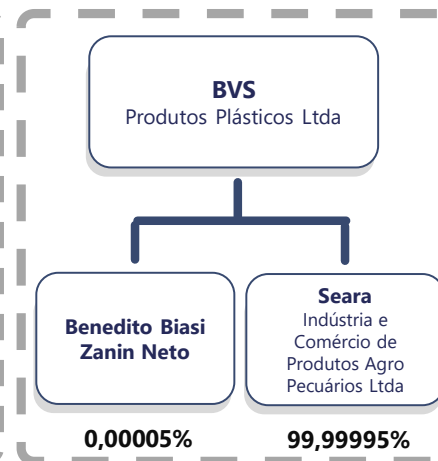 BVS
Produtos Plásticos Ltda
Benedito Biasi
Zanin Neto
Seara
Indústria e
Comércio de
Produtos Agro
Pecuários Ltda
0,00005%
99,99995%